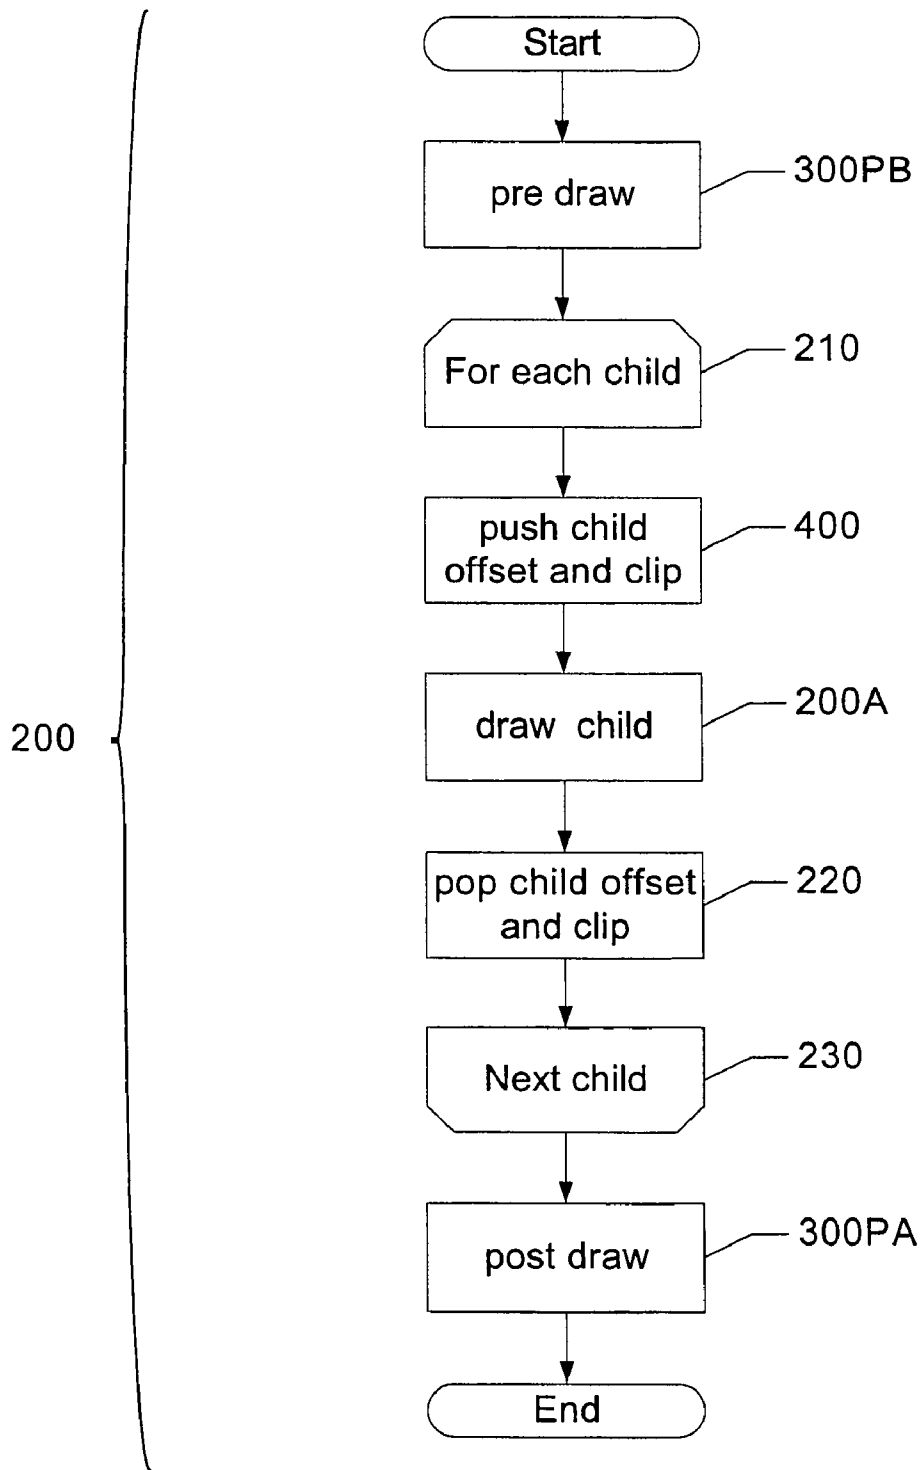 Start
pre draw
300PB
For each child
210
push child
offset and clip
400
draw child
200A
200
pop child offset
and clip
220
Next child
230
post draw
300PA
End